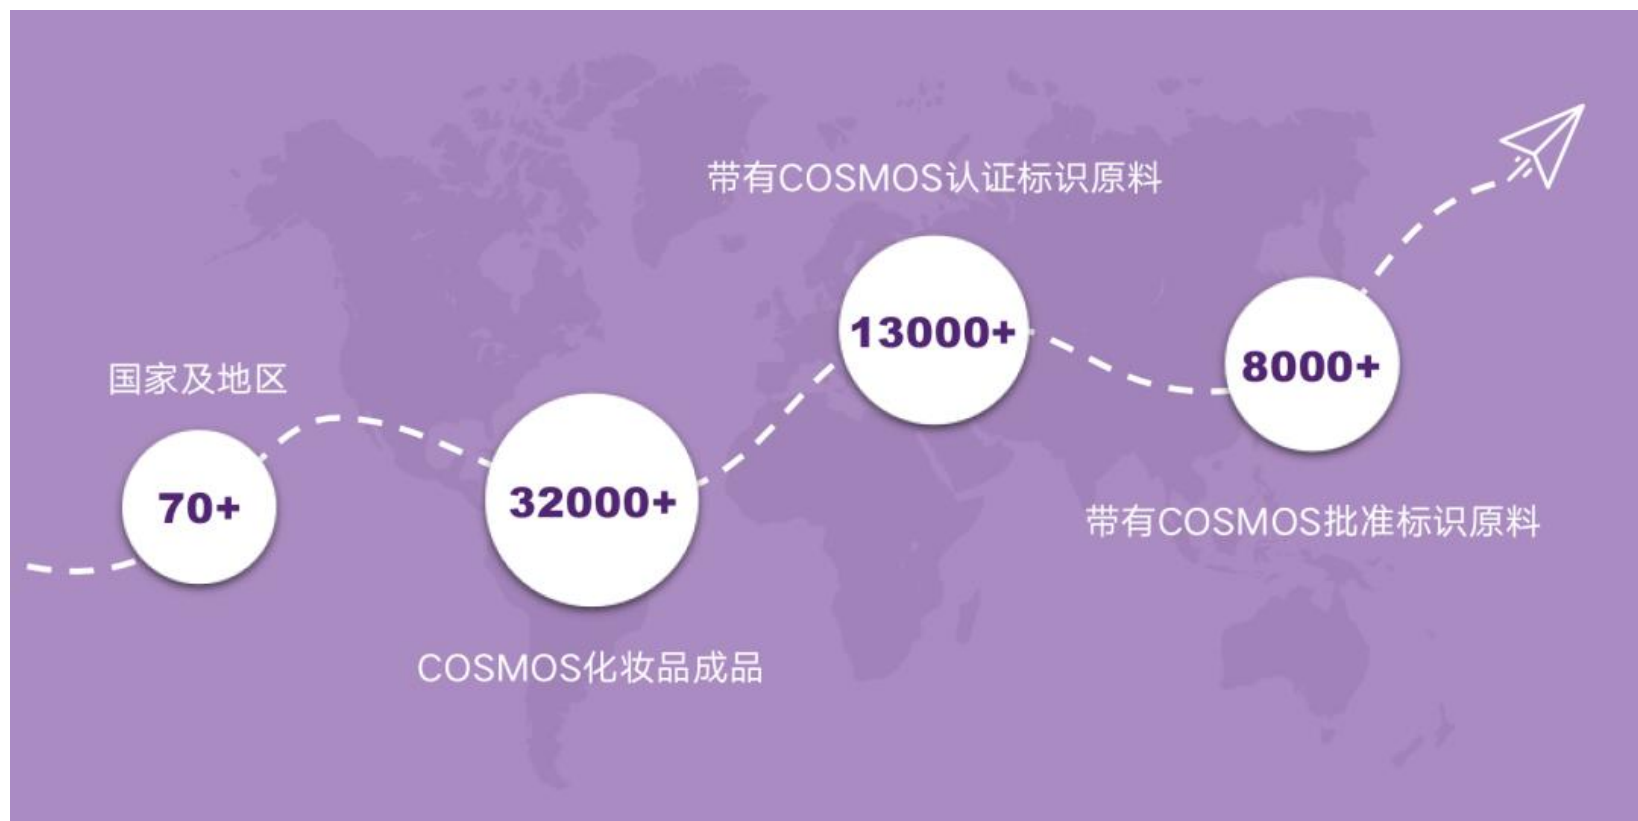 国家及地区
70+
32000+
COSMOS化妆品成品
带有COSMOS认证标识原料
13000+
8000+
带有COSMOS批准标识原料